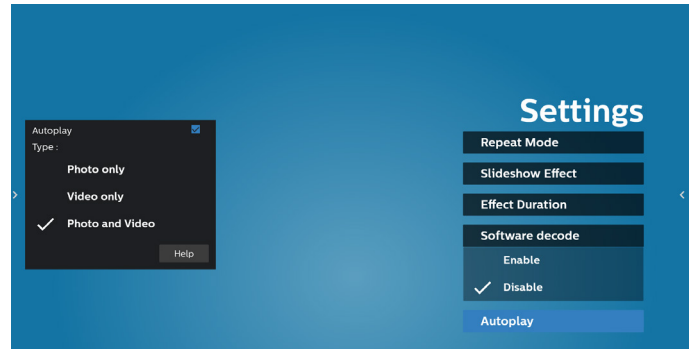 Settings
Autoplay
Type :
Photo only
Video only
Photo and Video
Help
Repeat Mode
Slideshow Effect
Effect Duration
Software decode
Enable
Disable
Autoplay